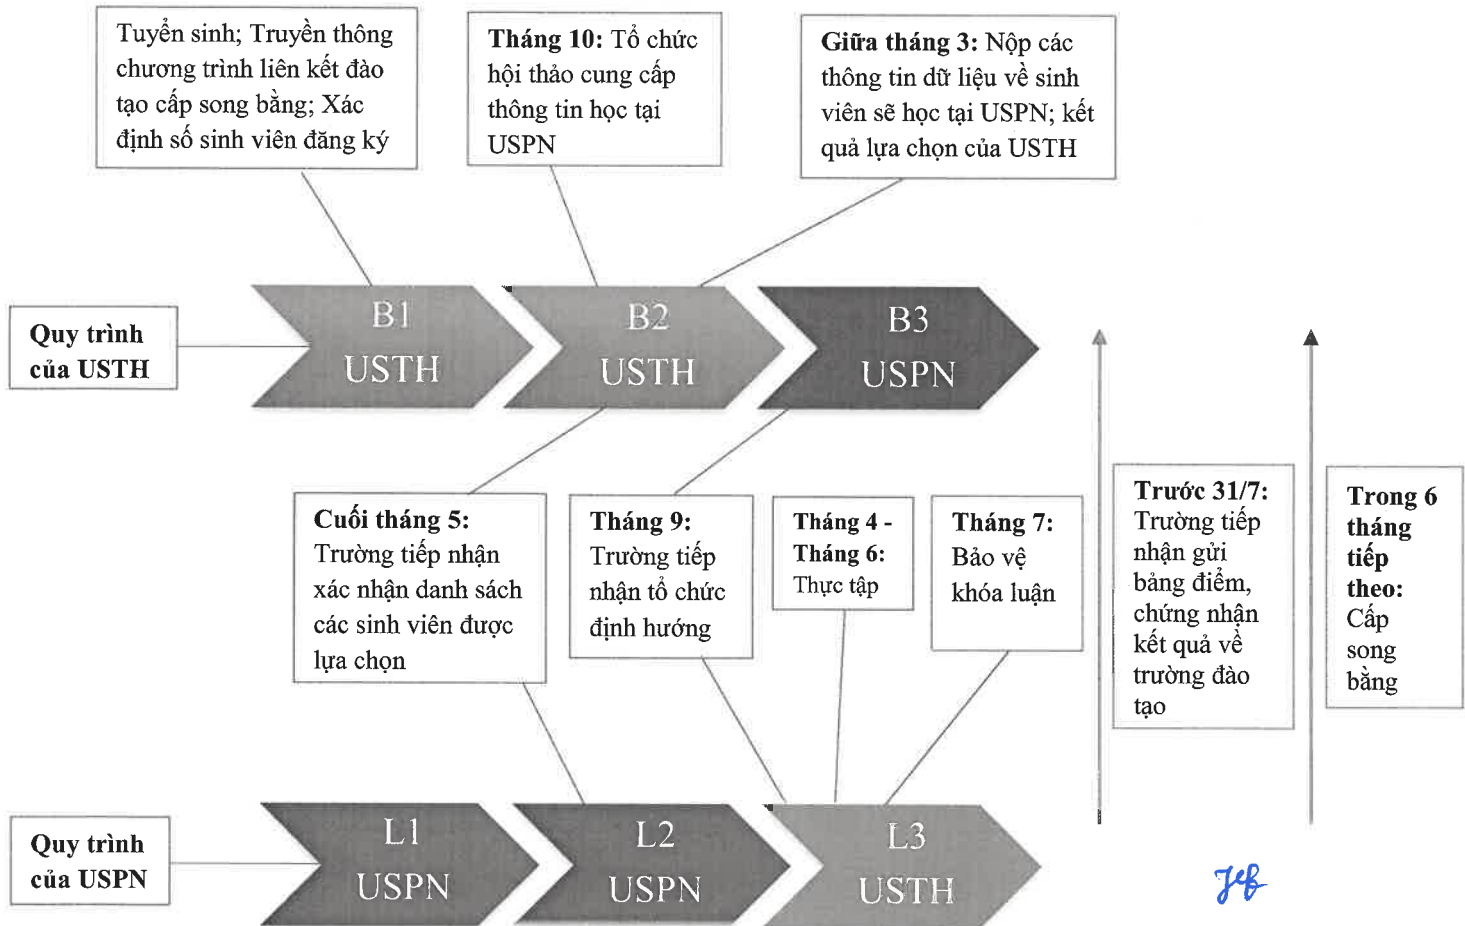 Tuyển sinh; Truyền thông
chương trình liên kết đào
tạo cấp song bằng; Xác
định số sinh viên đăng ký
Tháng 10: Tổ chức
hội thảo cung cấp
thông tin học tại
USPN
Giữa tháng 3: Nộp các
thông tin dữ liệu về sinh
viên sẽ học tại USPN; kết
quả lựa chọn của USTH
Quy trình
của USTH
B1
USTH
B2
USTH
B3
USPN
Cuối tháng 5:
Trường tiếp nhận
xác nhận danh sách
các sinh viên được
lựa chọn
Tháng 9:
Trường tiếp
nhận tổ chức
định hướng
Tháng 4 -
Tháng 6:
Thực tập
Tháng 7:
Bảo vệ
khóa luận
Trước 31/7:
Trường tiếp
nhận gửi
bảng điểm,
chứng nhận
kết quả về
trường đào
tạo
Trong 6
tháng
tiếp
theo:
Cấp
song
bằng
Quy trình
của USPN
L1
USPN
L2
USPN
L3
USTH